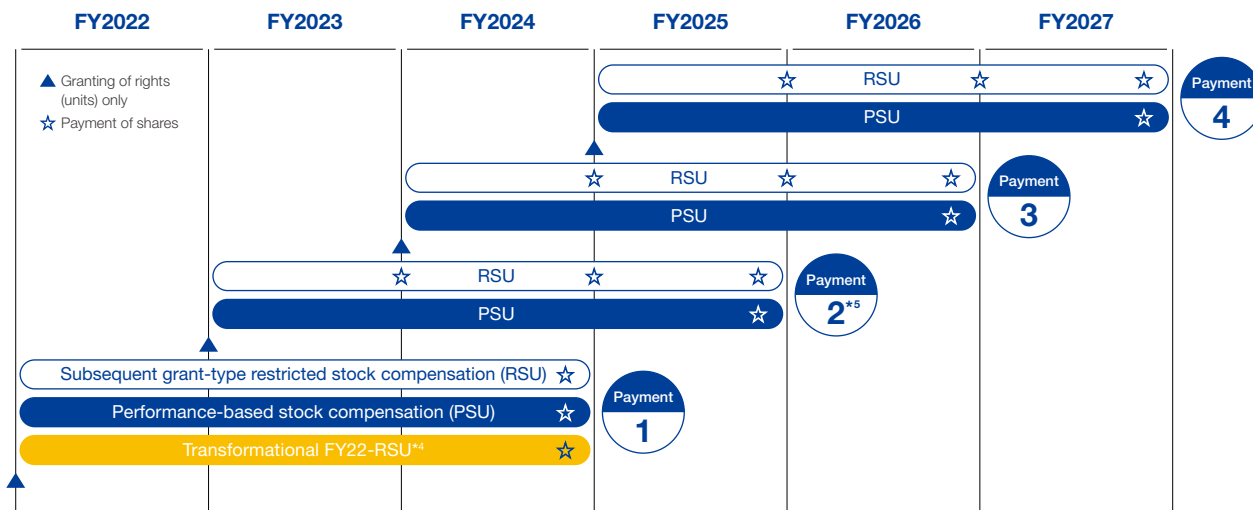 FY2022 FY2023 FY2024 FY2025 FY2026 FY2027
Granting of rights
(units) only
Payment of shares
RSU
PSU
Payment
4
RSU
PSU
Payment
3
RSU
PSU
Payment
2*5
Subsequent grant-type restricted stock compensation (RSU)
Performance-based stock compensation (PSU)
Transformational FY22-RSU*4
Payment
1